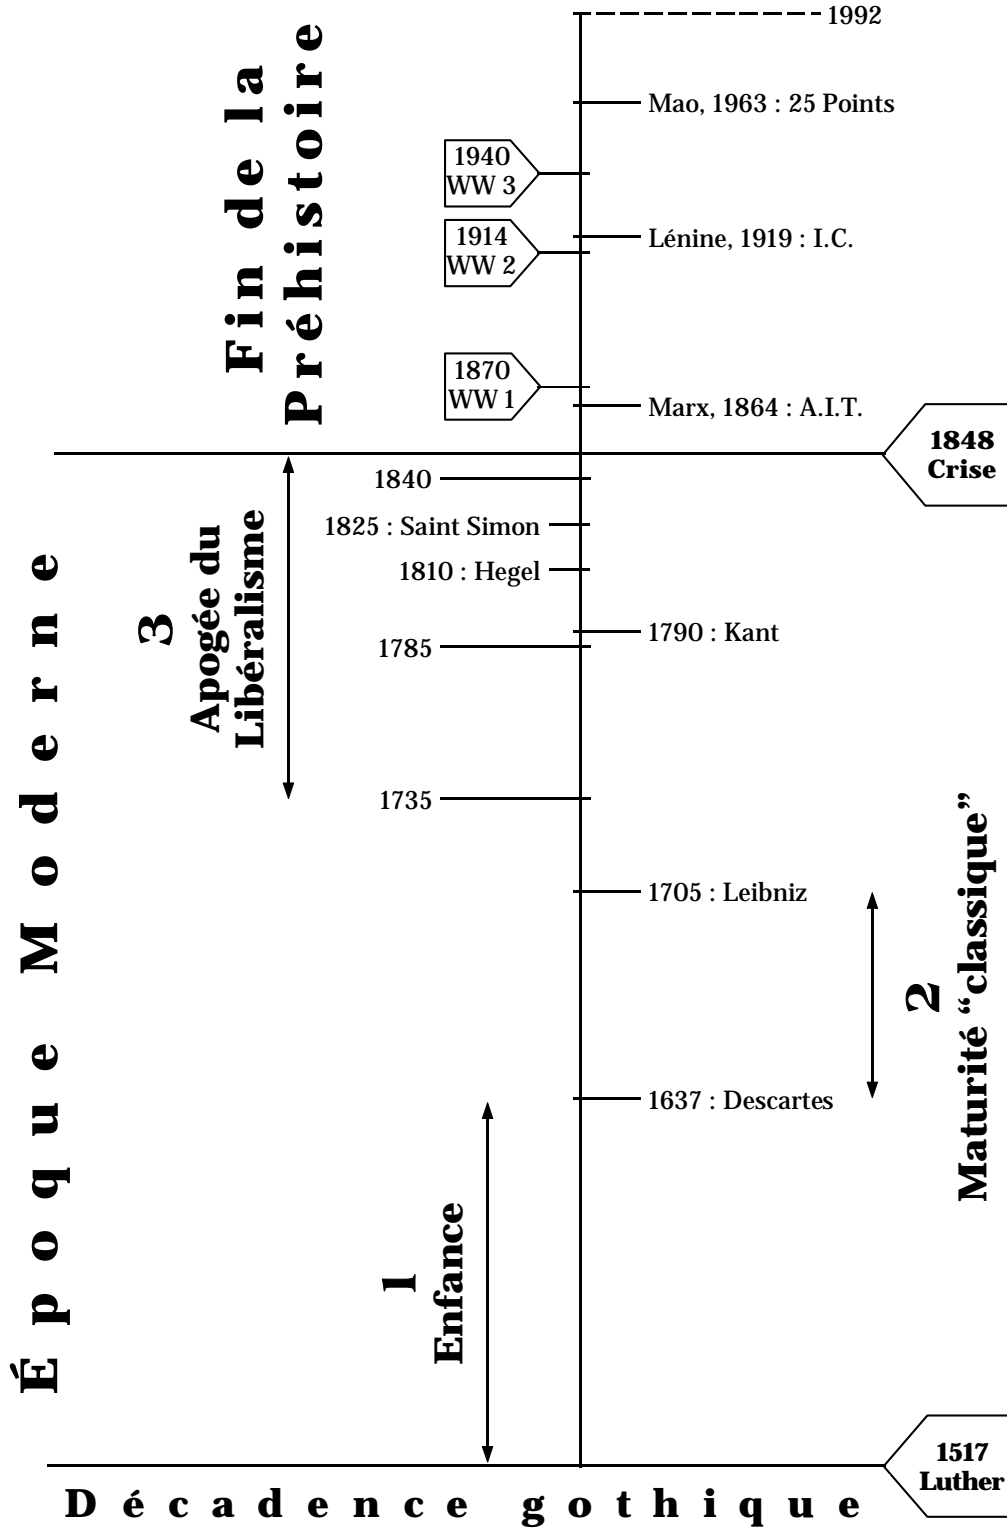 1992
Fin de la
Préhistoire
Mao, 1963 : 25 Points
1940
WW 3
Lénine, 1919 : I.C.
1914
WW 2
1870
WW 1
Marx, 1864 : A.I.T.
1848
Crise
1840
1825 : Saint Simon
1810 : Hegel
1790 : Kant
1785
3
Apogée du
Libéralisme
1735
Époque Moderne
1705 : Leibniz
2
Maturité “classique”
1637 : Descartes
1
Enfance
1517
Luther
Décadence gothique